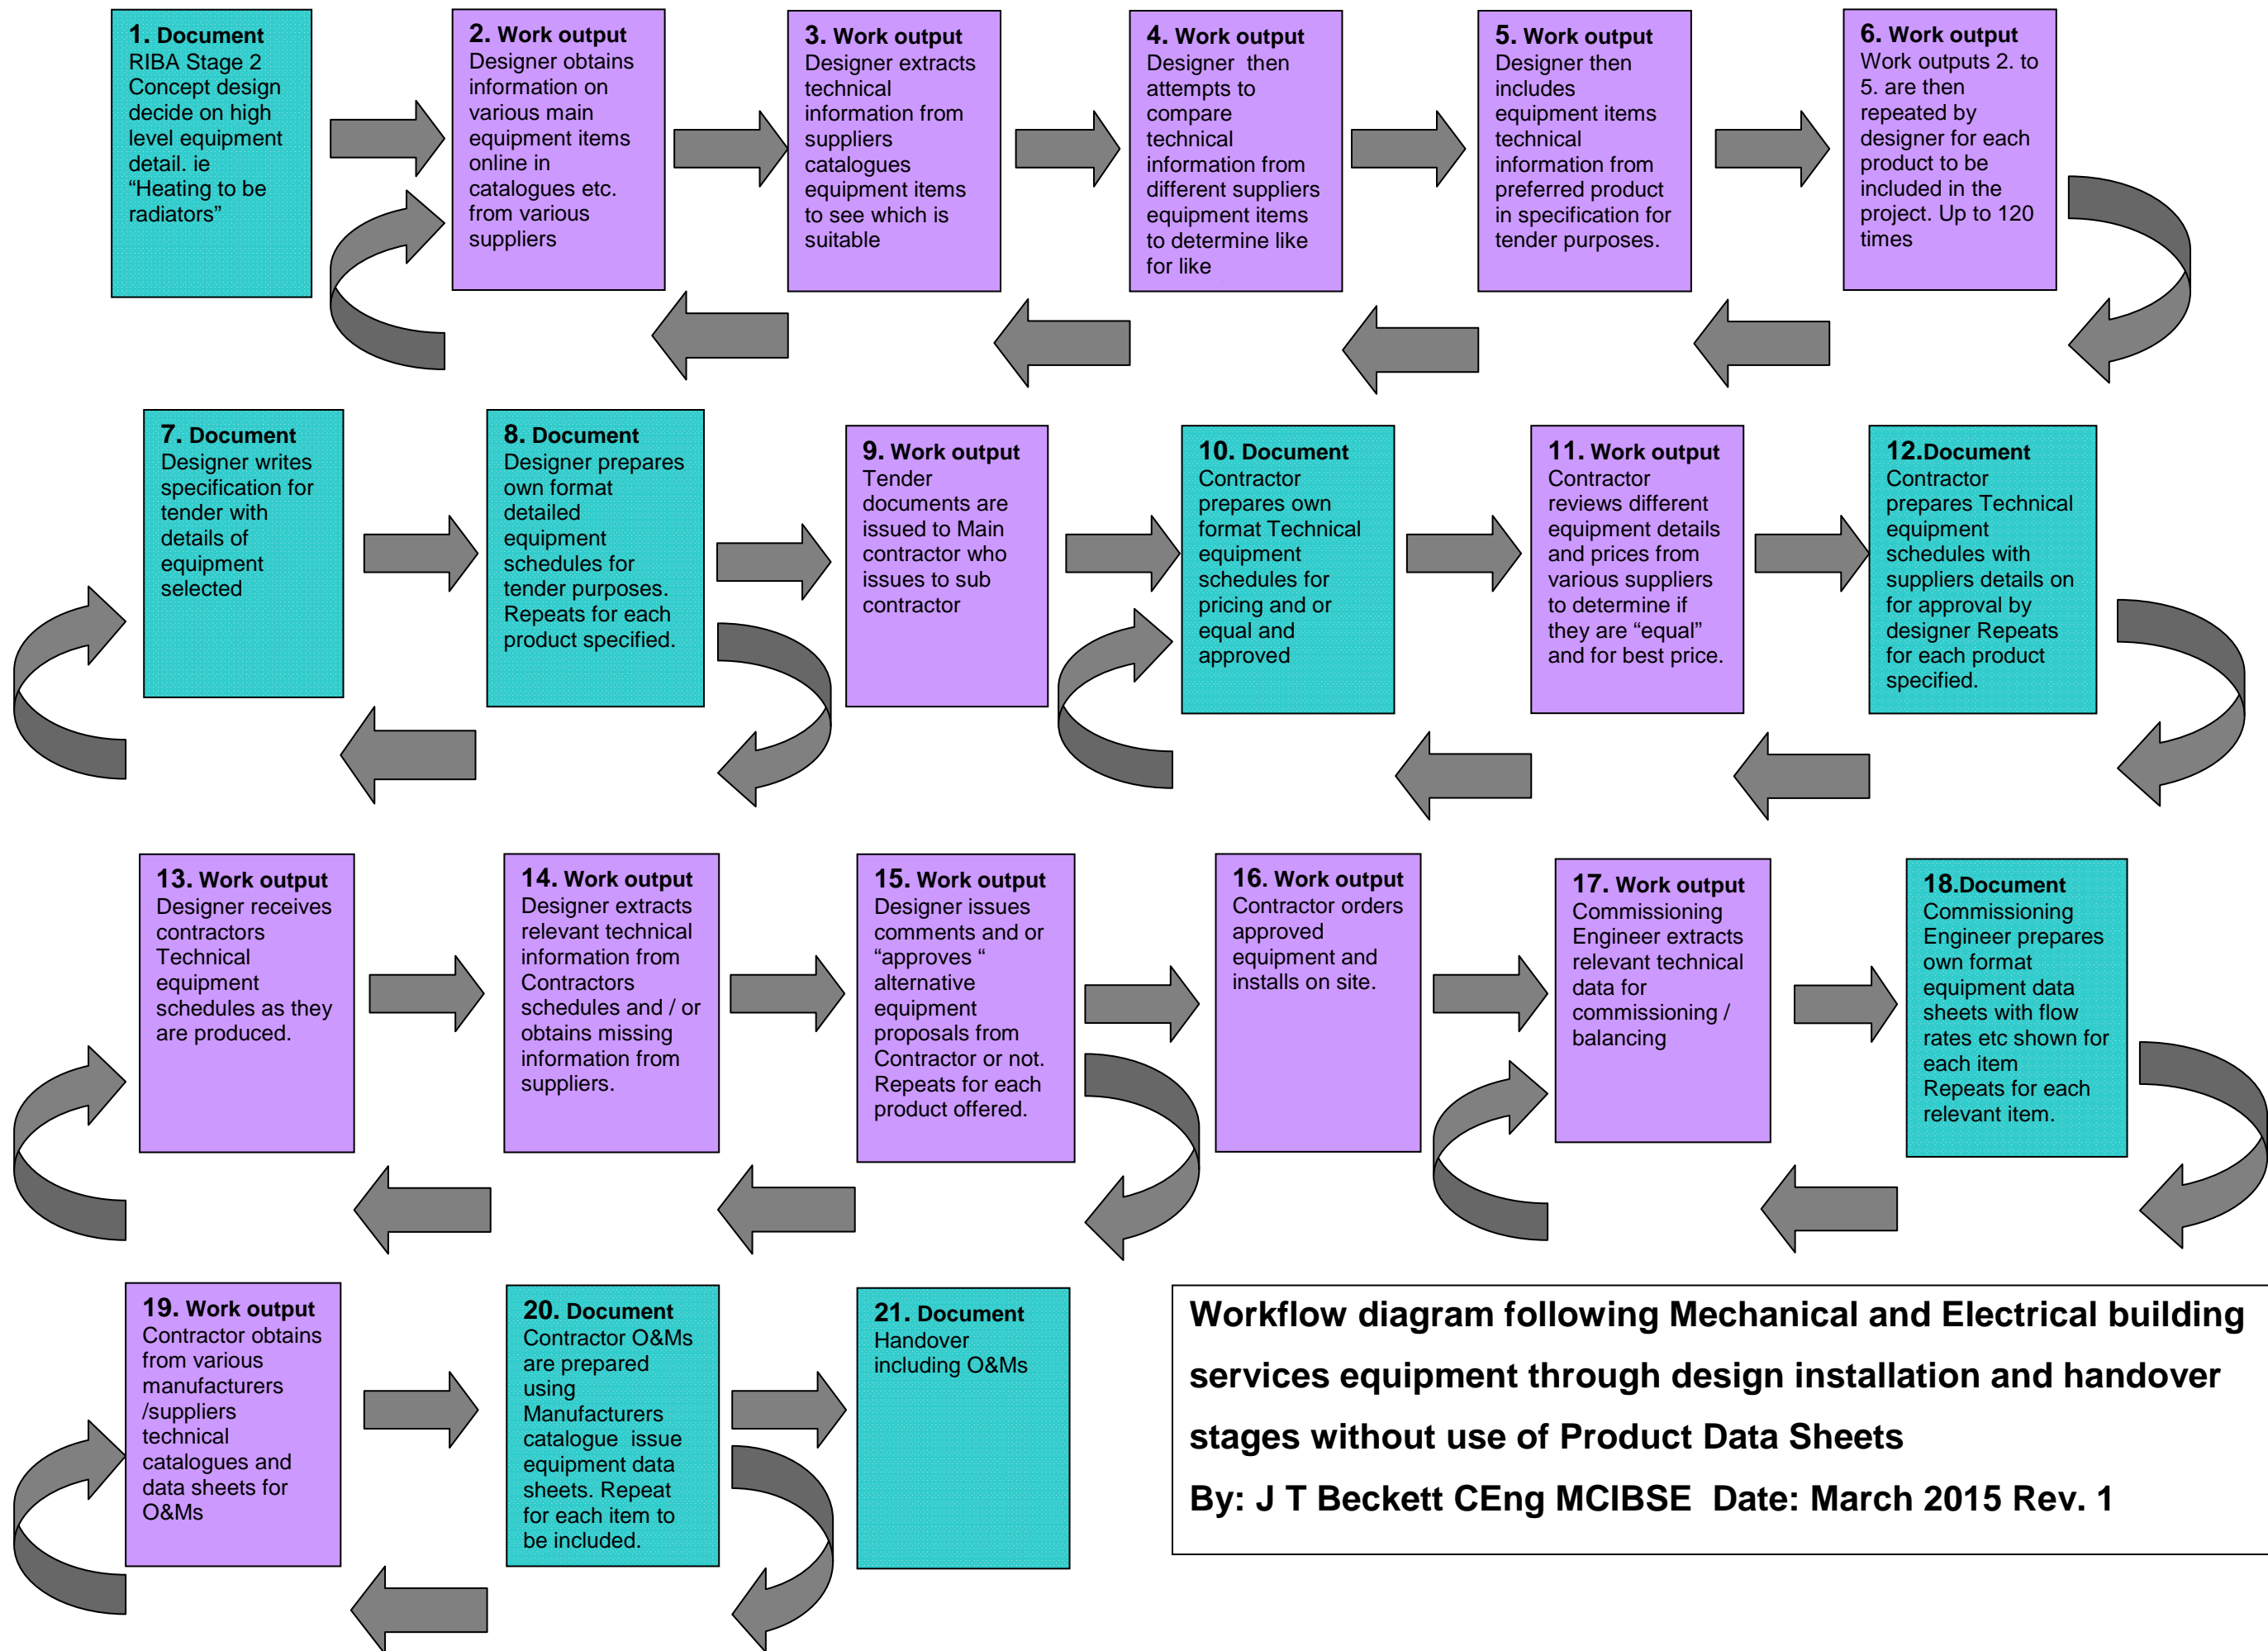 1. Document
RIBA Stage 2
Concept design
decide on high
level equipment
detail. ie
“Heating to be
radiators”
2. Work output
Designer obtains
information on
various main
equipment items
online in
catalogues etc.
from various
suppliers
3. Work output
Designer extracts
technical
information from
suppliers
catalogues
equipment items
to see which is
suitable
4. Work output
Designer  then
attempts to
compare
technical
information from
different suppliers
equipment items
to determine like
for like
5. Work output
Designer then
includes
equipment items
technical
information from
preferred product
in specification for
tender purposes.
6. Work output
Work outputs 2. to
5. are then
repeated by
designer for each
product to be
included in the
project. Up to 120
times
7. Document
Designer writes
specification for
tender with
details of
equipment
selected
8. Document
Designer prepares
own format
detailed
equipment
schedules for
tender purposes.
Repeats for each
product specified.
9. Work output
Tender
documents are
issued to Main
contractor who
issues to sub
contractor
10. Document
Contractor
prepares own
format Technical
equipment
schedules for
pricing and or
equal and
approved
11. Work output
Contractor
reviews different
equipment details
and prices from
various suppliers
to determine if
they are “equal”
and for best price.
12.Document
Contractor
prepares Technical
equipment
schedules with
suppliers details on
for approval by
designer Repeats
for each product
specified.
13. Work output
Designer receives
contractors
Technical
equipment
schedules as they
are produced.
14. Work output
Designer extracts
relevant technical
information from
Contractors
schedules and / or
obtains missing
information from
suppliers.
15. Work output
Designer issues
comments and or
“approves “
alternative
equipment
proposals from
Contractor or not.
Repeats for each
product offered.
16. Work output
Contractor orders
approved
equipment and
installs on site.
17. Work output
Commissioning
Engineer extracts
relevant technical
data for
commissioning /
balancing
18.Document
Commissioning
Engineer prepares
own format
equipment data
sheets with flow
rates etc shown for
each item
Repeats for each
relevant item.
19. Work output
Contractor obtains
from various
manufacturers
/suppliers
technical
catalogues and
data sheets for
O&Ms
20. Document
Contractor O&Ms
are prepared
using
Manufacturers
catalogue  issue
equipment data
sheets. Repeat
for each item to
be included.
21. Document
Handover
including O&Ms
Workflow diagram following Mechanical and Electrical building
services equipment through design installation and handover
stages without use of Product Data Sheets
By: J T Beckett CEng MCIBSE  Date: March 2015 Rev. 1